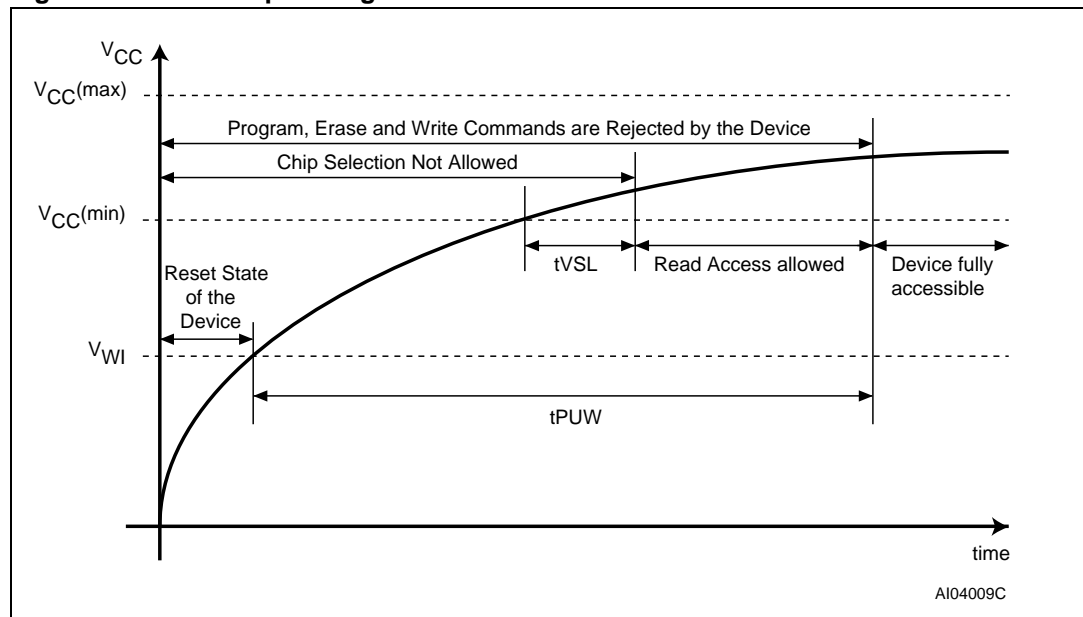 VCC
VCC(max)
Program, Erase and Write Commands are Rejected by the Device
Chip Selection Not Allowed
VCC(min)
tVSL
Read Access allowed
Device fully
accessible
Reset State
of the
Device
VWI
tPUW
time
AI04009C